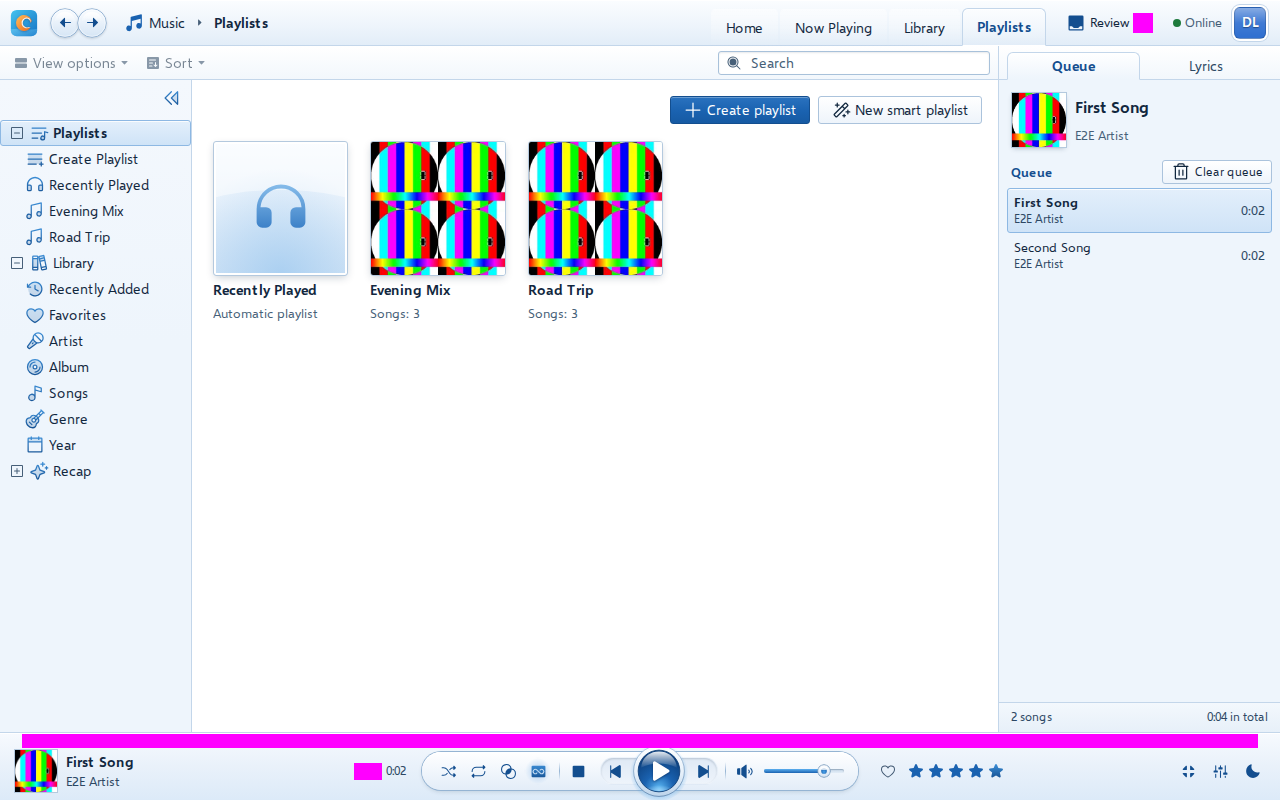 Music
Playlists
Home
Now Playing
Library
Playlists
Review
Online
DL
View options
Sort
Search
Queue
Lyrics
Playlists
Create Playlist
Recently Played
Evening Mix
Road Trip
Library
Recently Added
Favorites
Artist
Album
Songs
Genre
Year
Recap
Create playlist
New smart playlist
Recently Played
Automatic playlist
Evening Mix
Songs: 3
Road Trip
Songs: 3
First Song
E2E Artist
Queue
Clear queue
First Song
E2E Artist
0:02
Second Song
E2E Artist
0:02
2 songs
0:04 in total
First Song
E2E Artist
0:02